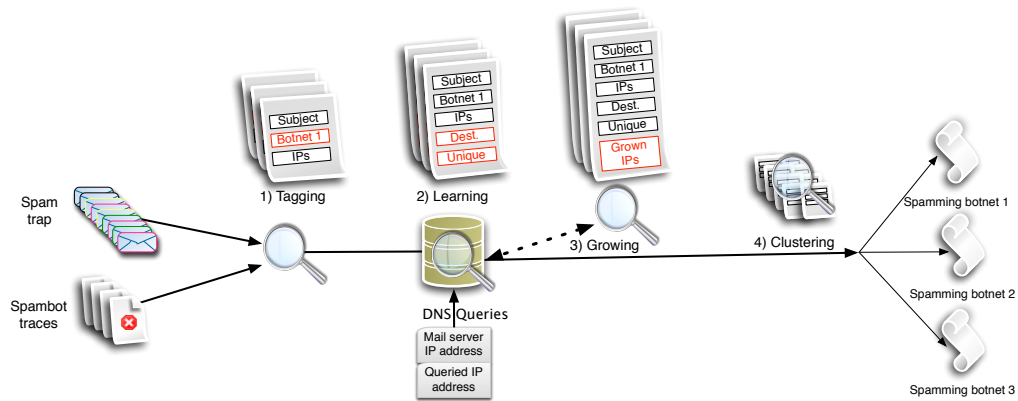 Subject
Botnet 1
IPs
1) Tagging
Subject
Botnet 1
IPs
Dest.
Unique
2) Learning
Subject
Botnet 1
IPs
Dest.
Unique
Grown
IPs
3) Growing
4) Clustering
Spam
trap
Spambot
traces
DNS Queries
Mail server
IP address
Queried IP
address
Spamming botnet 1
Spamming botnet 2
Spamming botnet 3